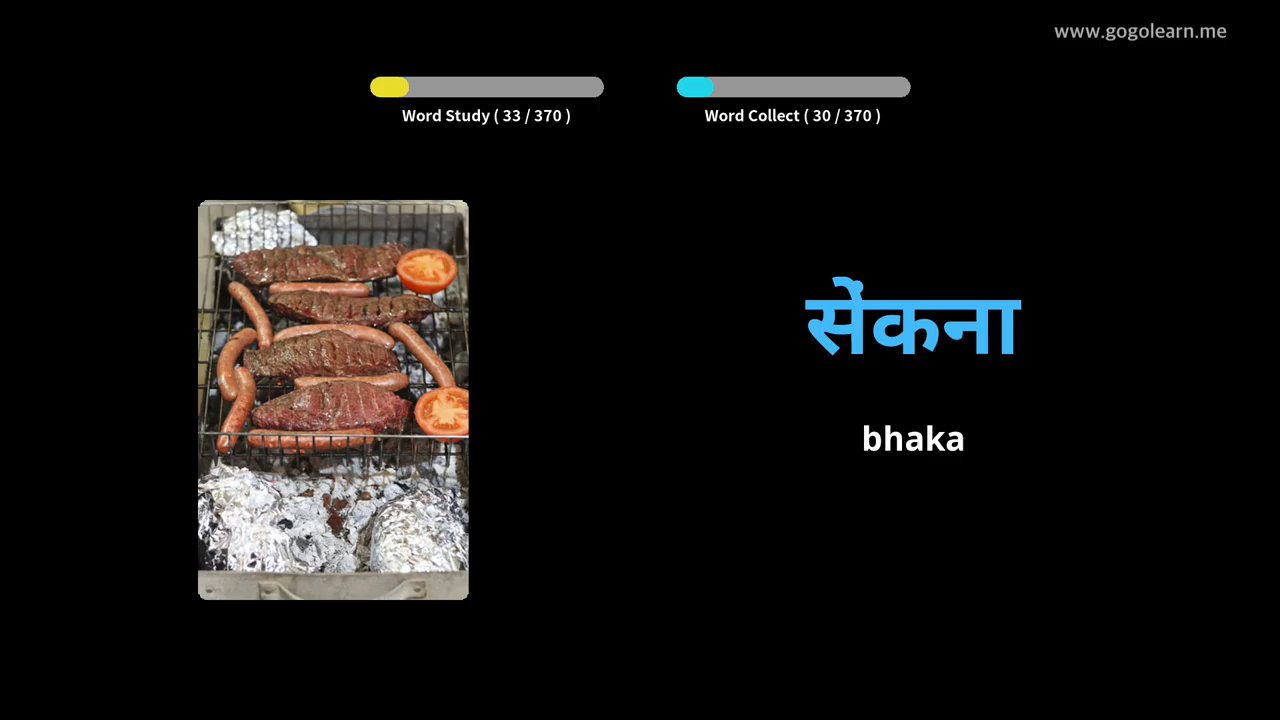 www.gogolearn.me
Word Study ( 33 / 370 )
Word Collect ( 30 / 370 )
सेंकना
bhaka